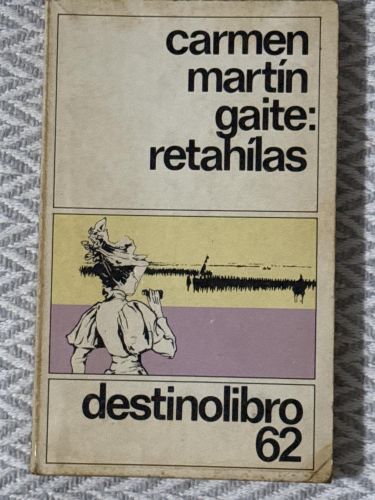 carmen
martín
gaite:
retahílas
destinolibro
62